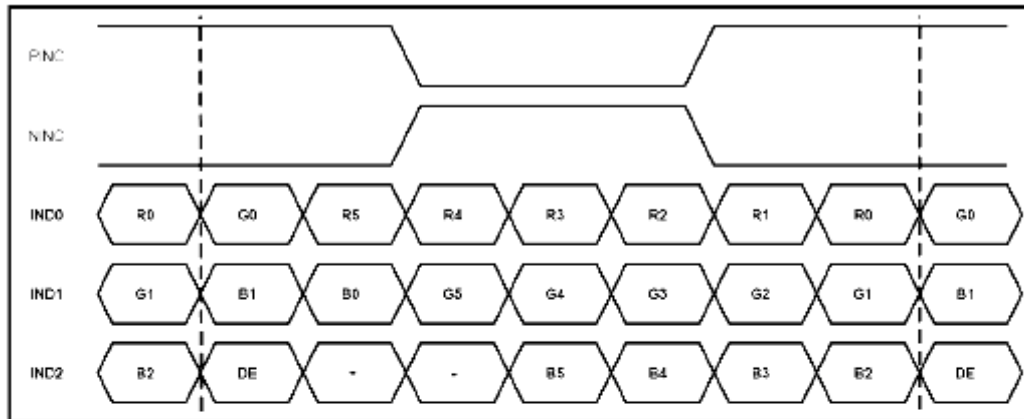 PINC
NINC
IND0 R0 G0 R5 R4 R3 R2 R1 R0 G0
IND1 G1 B1 B0 G5 G4 G3 G2 G1 B1
IND2 B2 DE - - B5 B4 B3 B2 DE